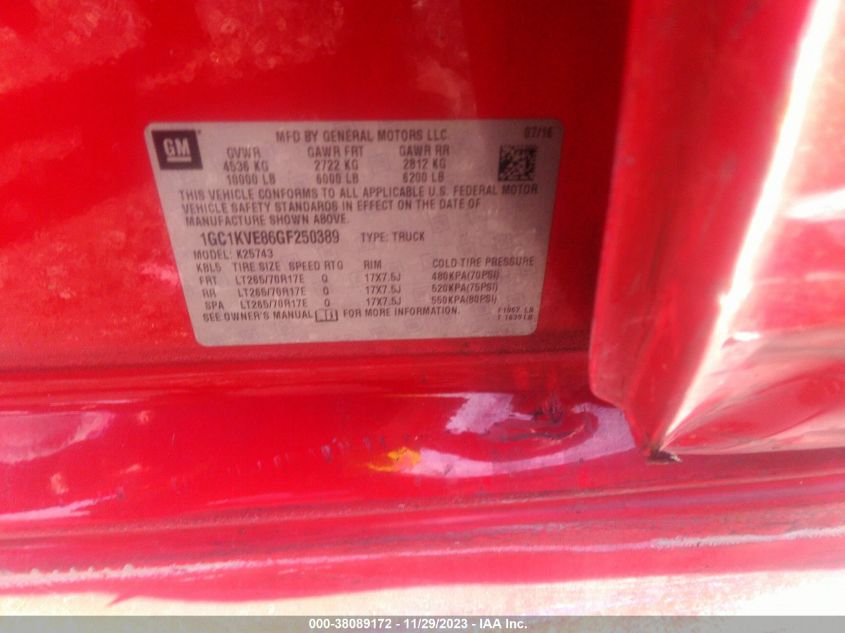 GM
MFD BY GENERAL MOTORS LLC 07/16
GVWR GAWR FRT GAWR RR
4536 KG 2722 KG 2812 KG
10000 LB 6000 LB 6200 LB
THIS VEHICLE CONFORMS TO ALL APPLICABLE U.S. FEDERAL MOTOR
VEHICLE SAFETY STANDARDS IN EFFECT ON THE DATE OF
MANUFACTURE SHOWN ABOVE.
1GC1KVE86GF250389 TYPE: TRUCK
MODEL: K25743
KBL5 TIRE SIZE SPEED RTG RIM COLD TIRE PRESSURE
FRT LT265/70R17E Q 17X7.5J 480KPA(70PSI)
RR LT265/70R17E Q 17X7.5J 520KPA(75PSI)
SPA LT265/70R17E Q 17X7.5J 550KPA(80PSI)
SEE OWNER'S MANUAL FOR MORE INFORMATION.
000-38089172 - 11/29/2023 - IAA Inc.